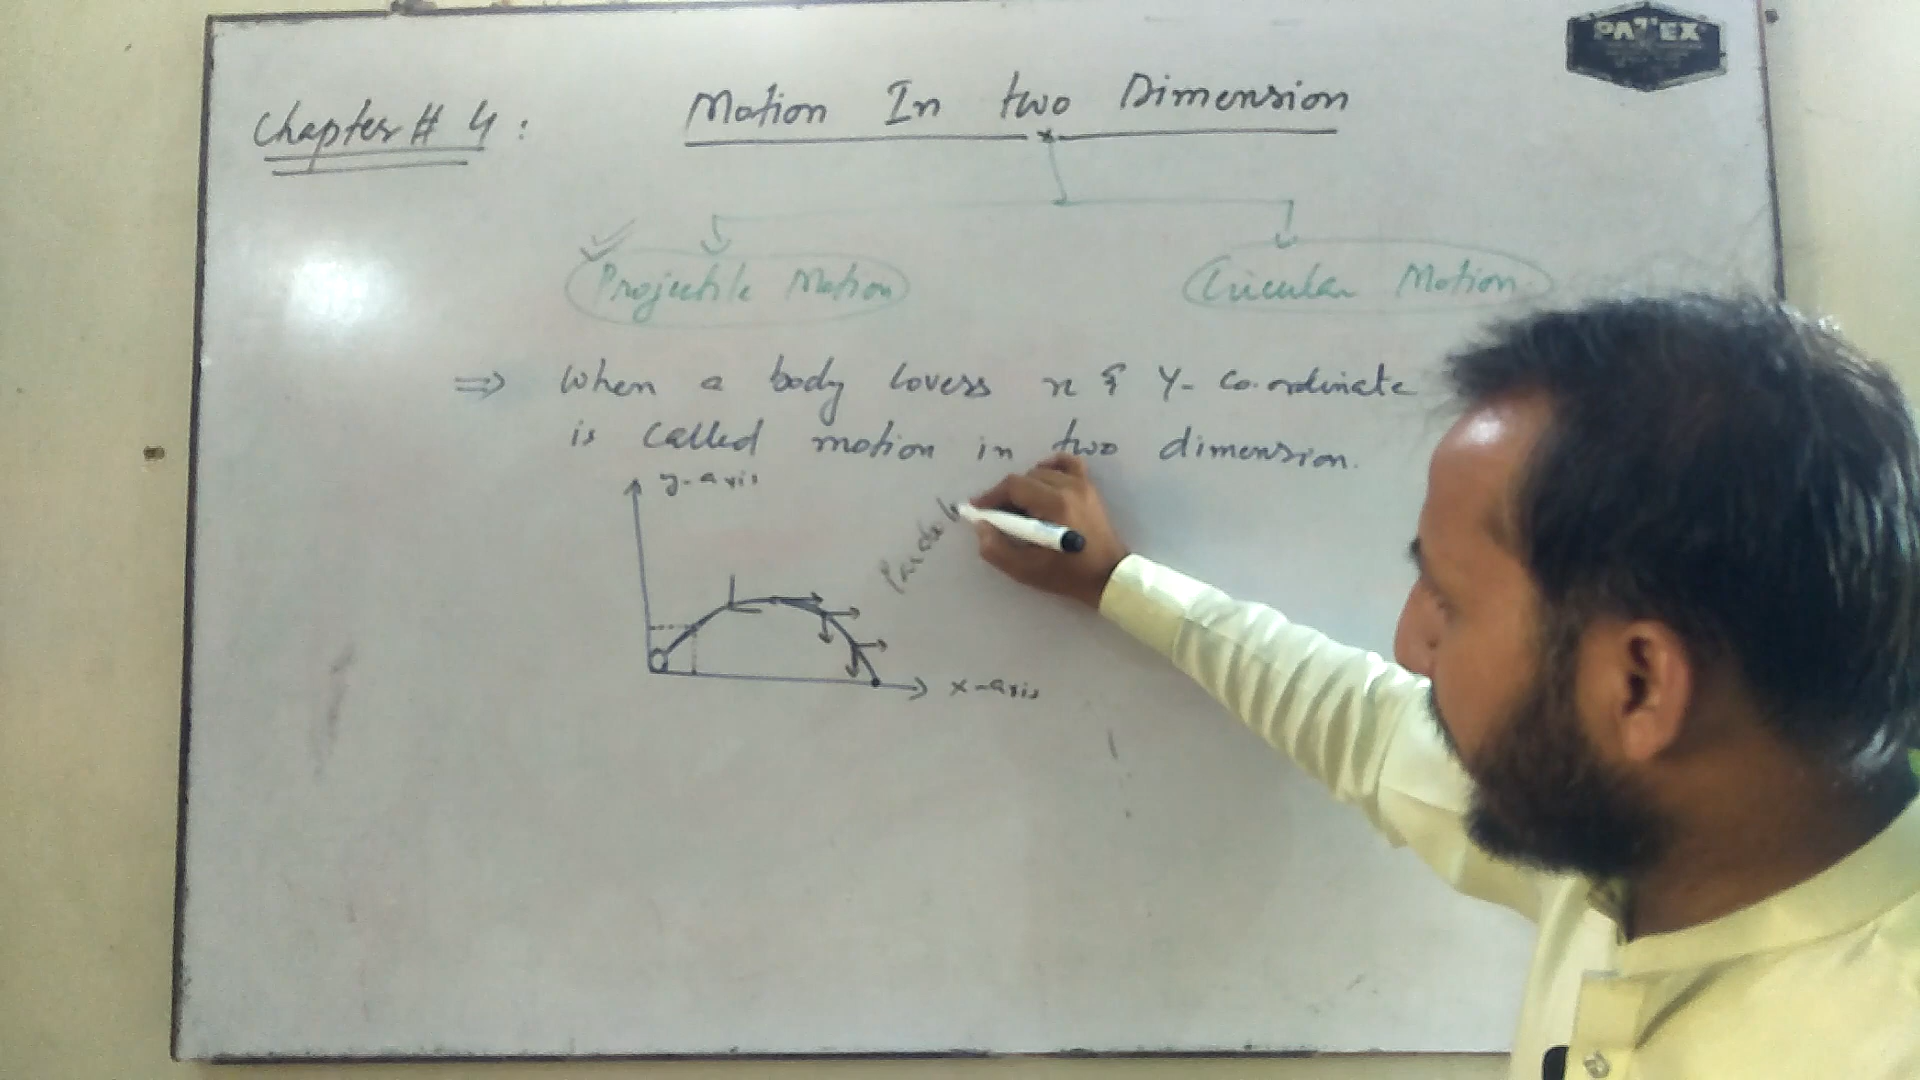 PATEX
Chapter # 4 :
Motion In two Dimension
Projectile Motion
Circular Motion
⇒ When a body covers x & Y- Co.ordinate
is called motion in two dimension.
y-axis
x-axis